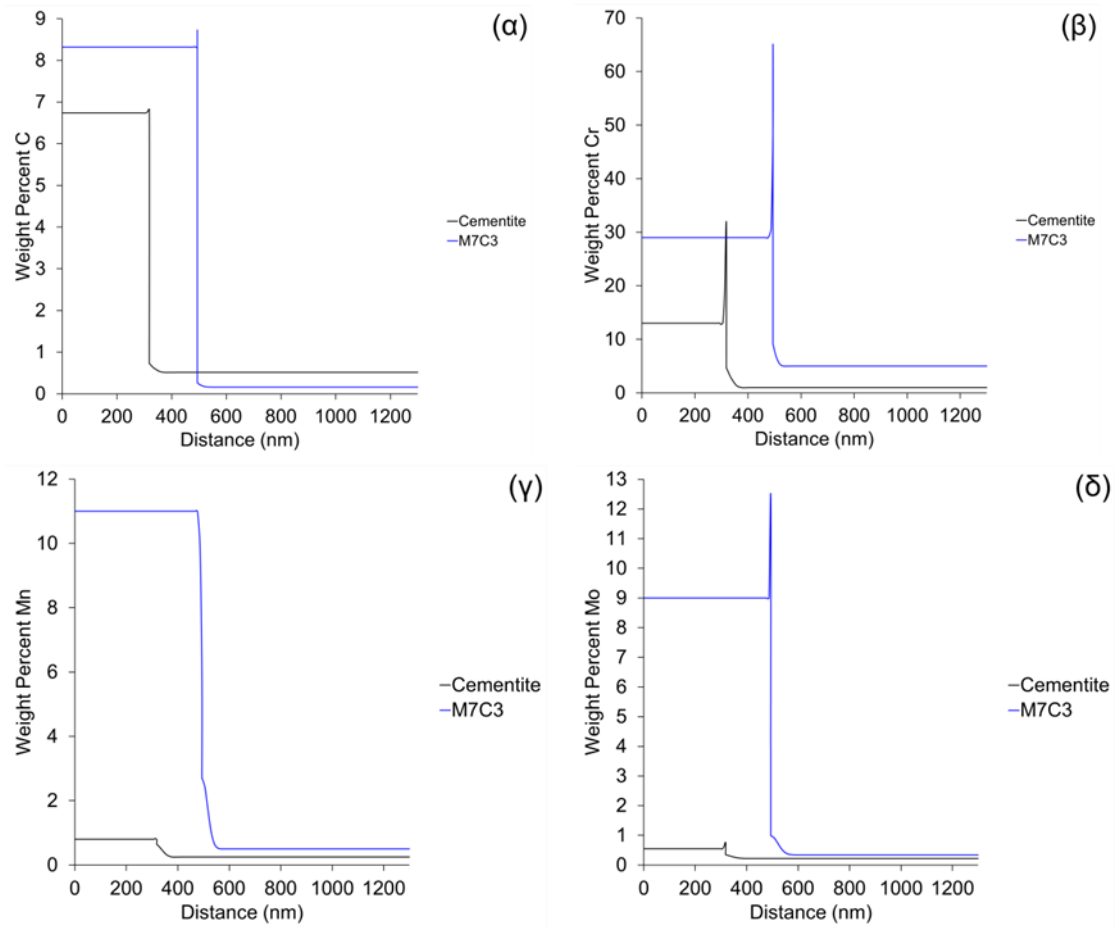 (α)
9
8
7
6
5
4
3
2
1
0
Weight Percent C
0 200 400 600 800 1000 1200
Distance (nm)
Cementite
M7C3
(β)
70
60
50
40
30
20
10
0
Weight Percent Cr
0 200 400 600 800 1000 1200
Distance (nm)
Cementite
M7C3
(γ)
12
10
8
6
4
2
0
Weight Percent Mn
0 200 400 600 800 1000 1200
Distance (nm)
Cementite
M7C3
(δ)
13
12
11
10
9
8
7
6
5
4
3
2
1
0
Weight Percent Mo
0 200 400 600 800 1000 1200
Distance (nm)
Cementite
M7C3